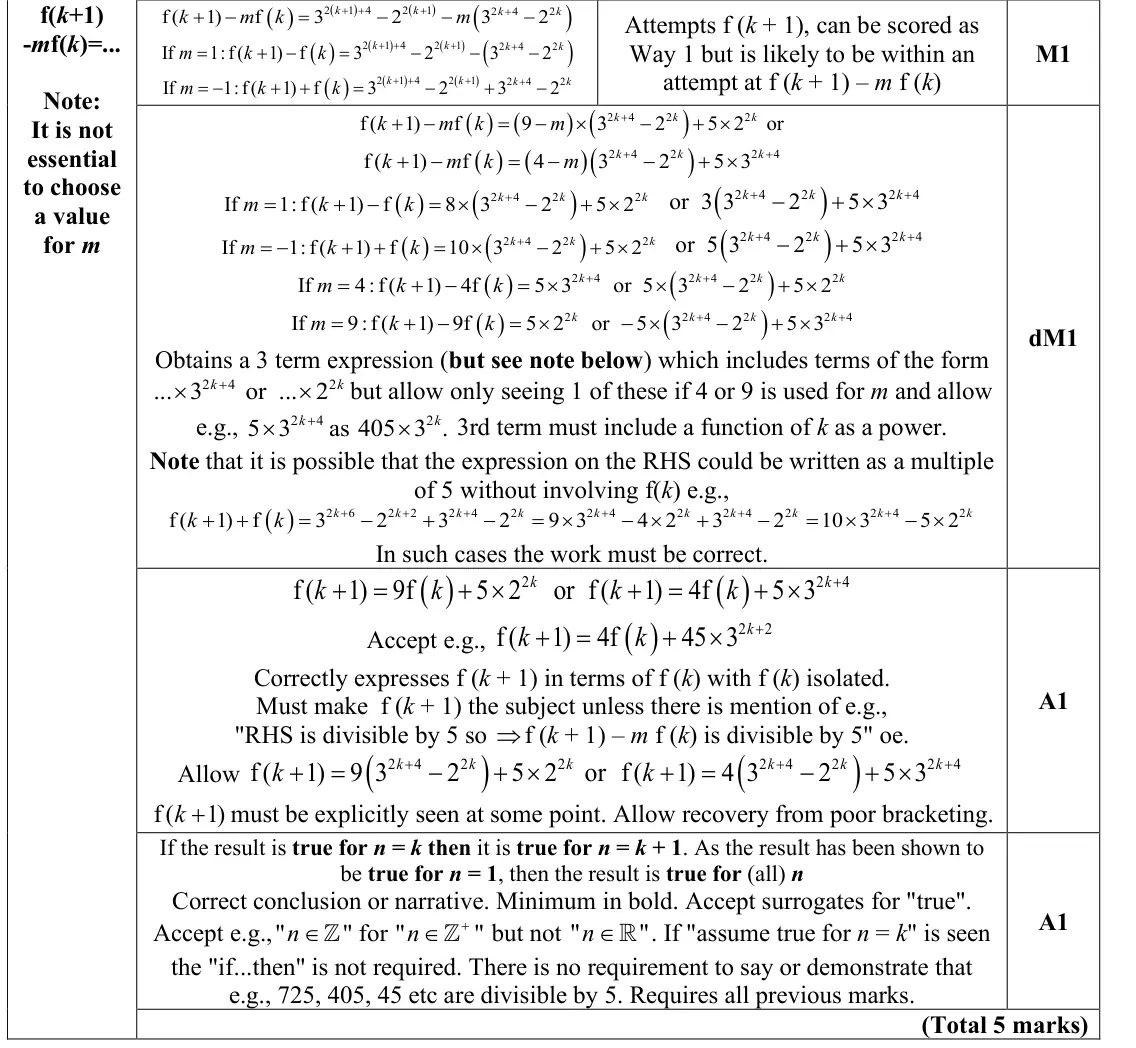 f(k+1)
-mf(k)=...
Note:
It is not
essential
to choose
a value
for m
f(k+1)−mf(k)=3^{2(k+1)+4}−2^{2(k+1)}−m(3^{2k+4}−2^{2k})
If m=1: f(k+1)−f(k)=3^{2(k+1)+4}−2^{2(k+1)}−(3^{2k+4}−2^{2k})
If m=−1: f(k+1)+f(k)=3^{2(k+1)+4}−2^{2(k+1)}+3^{2k+4}−2^{2k}
Attempts f (k + 1), can be scored as
Way 1 but is likely to be within an
attempt at f (k + 1) – m f (k)
M1
f(k+1)−mf(k)=(9−m)×(3^{2k+4}−2^{2k})+5×2^{2k} or
f(k+1)−mf(k)=(4−m)(3^{2k+4}−2^{2k})+5×3^{2k+4}
If m=1: f(k+1)−f(k)=8×(3^{2k+4}−2^{2k})+5×2^{2k} or 3(3^{2k+4}−2^{2k})+5×3^{2k+4}
If m=−1: f(k+1)+f(k)=10×(3^{2k+4}−2^{2k})+5×2^{2k} or 5(3^{2k+4}−2^{2k})+5×3^{2k+4}
If m=4: f(k+1)−4f(k)=5×3^{2k+4} or 5×(3^{2k+4}−2^{2k})+5×2^{2k}
If m=9: f(k+1)−9f(k)=5×2^{2k} or −5×(3^{2k+4}−2^{2k})+5×3^{2k+4}
Obtains a 3 term expression (but see note below) which includes terms of the form
...×3^{2k+4} or ...×2^{2k} but allow only seeing 1 of these if 4 or 9 is used for m and allow
e.g., 5×3^{2k+4} as 405×3^{2k}. 3rd term must include a function of k as a power.
Note that it is possible that the expression on the RHS could be written as a multiple
of 5 without involving f(k) e.g.,
f(k+1)+f(k)=3^{2k+6}−2^{2k+2}+3^{2k+4}−2^{2k}=9×3^{2k+4}−4×2^{2k}+3^{2k+4}−2^{2k}=10×3^{2k+4}−5×2^{2k}
In such cases the work must be correct.
dM1
f(k+1)=9f(k)+5×2^{2k} or f(k+1)=4f(k)+5×3^{2k+4}
Accept e.g., f(k+1)=4f(k)+45×3^{2k+2}
Correctly expresses f (k + 1) in terms of f (k) with f (k) isolated.
Must make f (k + 1) the subject unless there is mention of e.g.,
"RHS is divisible by 5 so ⇒f (k + 1) – m f (k) is divisible by 5" oe.
Allow f(k+1)=9(3^{2k+4}−2^{2k})+5×2^{2k} or f(k+1)=4(3^{2k+4}−2^{2k})+5×3^{2k+4}
f(k+1) must be explicitly seen at some point. Allow recovery from poor bracketing.
A1
If the result is true for n = k then it is true for n = k + 1. As the result has been shown to
be true for n = 1, then the result is true for (all) n
Correct conclusion or narrative. Minimum in bold. Accept surrogates for "true".
Accept e.g., "n∈ℤ" for "n∈ℤ⁺" but not "n∈ℝ". If "assume true for n = k" is seen
the "if...then" is not required. There is no requirement to say or demonstrate that
e.g., 725, 405, 45 etc are divisible by 5. Requires all previous marks.
A1
(Total 5 marks)